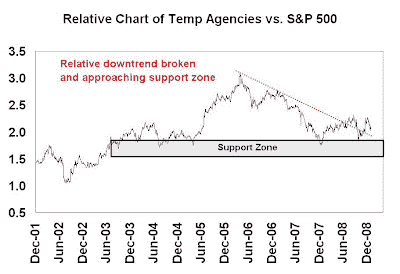 Relative Chart of Temp Agencies vs. S&P 500
3.5
3.0
2.5
2.0
1.5
1.0
0.5
Relative downtrend broken
and approaching support zone
Support Zone
Dec-01
Jun-02
Dec-02
Jun-03
Dec-03
Jun-04
Dec-04
Jun-05
Dec-05
Jun-06
Dec-06
Jun-07
Dec-07
Jun-08
Dec-08